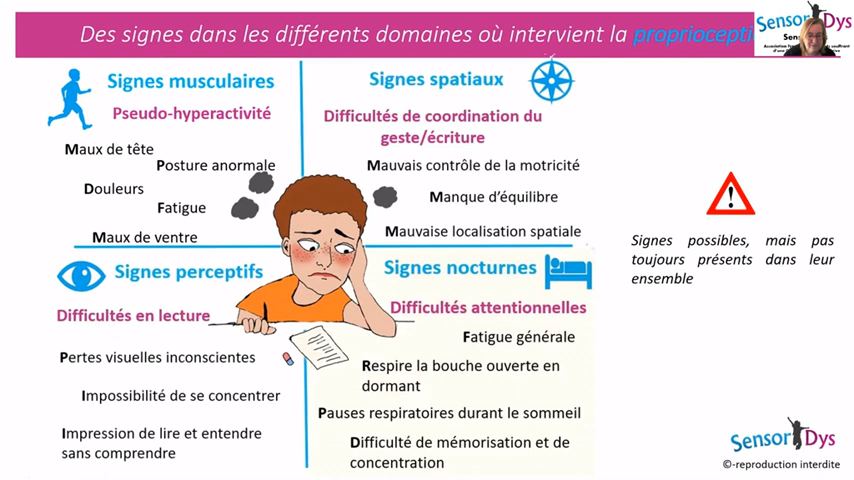 Des signes dans les différents domaines où intervient la propriocepti
Sensor Dys
Signes musculaires
Pseudo-hyperactivité
Maux de tête
Posture anormale
Douleurs
Fatigue
Maux de ventre
Signes spatiaux
Difficultés de coordination du
geste/écriture
Mauvais contrôle de la motricité
Manque d'équilibre
Mauvaise localisation spatiale
Signes perceptifs
Difficultés en lecture
Pertes visuelles inconscientes
Impossibilité de se concentrer
Impression de lire et entendre
sans comprendre
Signes nocturnes
Difficultés attentionnelles
Fatigue générale
Respire la bouche ouverte en
dormant
Pauses respiratoires durant le sommeil
Difficulté de mémorisation et de
concentration
Signes possibles, mais pas
toujours présents dans leur
ensemble
Sensor Dys
©-reproduction interdite